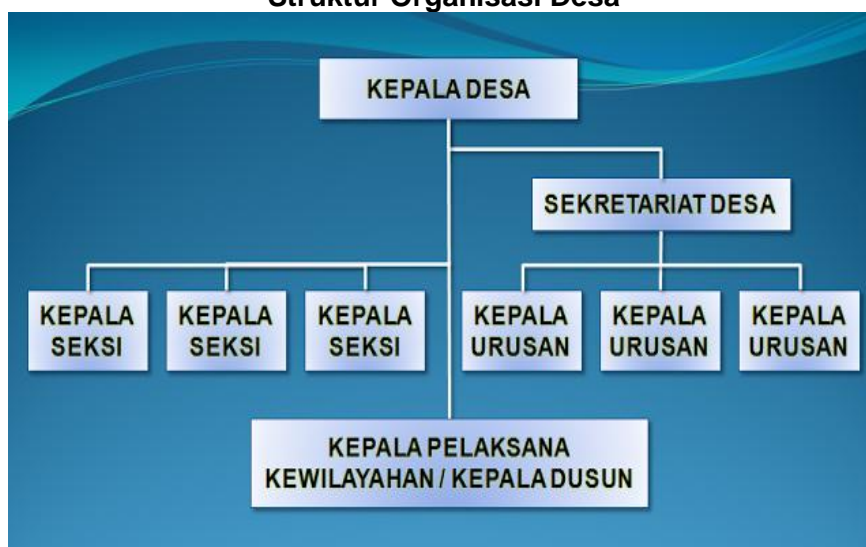 Struktur Organisasi Desa
KEPALA DESA
SEKRETARIAT DESA
KEPALA
SEKSI
KEPALA
SEKSI
KEPALA
SEKSI
KEPALA
URUSAN
KEPALA
URUSAN
KEPALA
URUSAN
KEPALA PELAKSANA
KEWILAYAHAN / KEPALA DUSUN